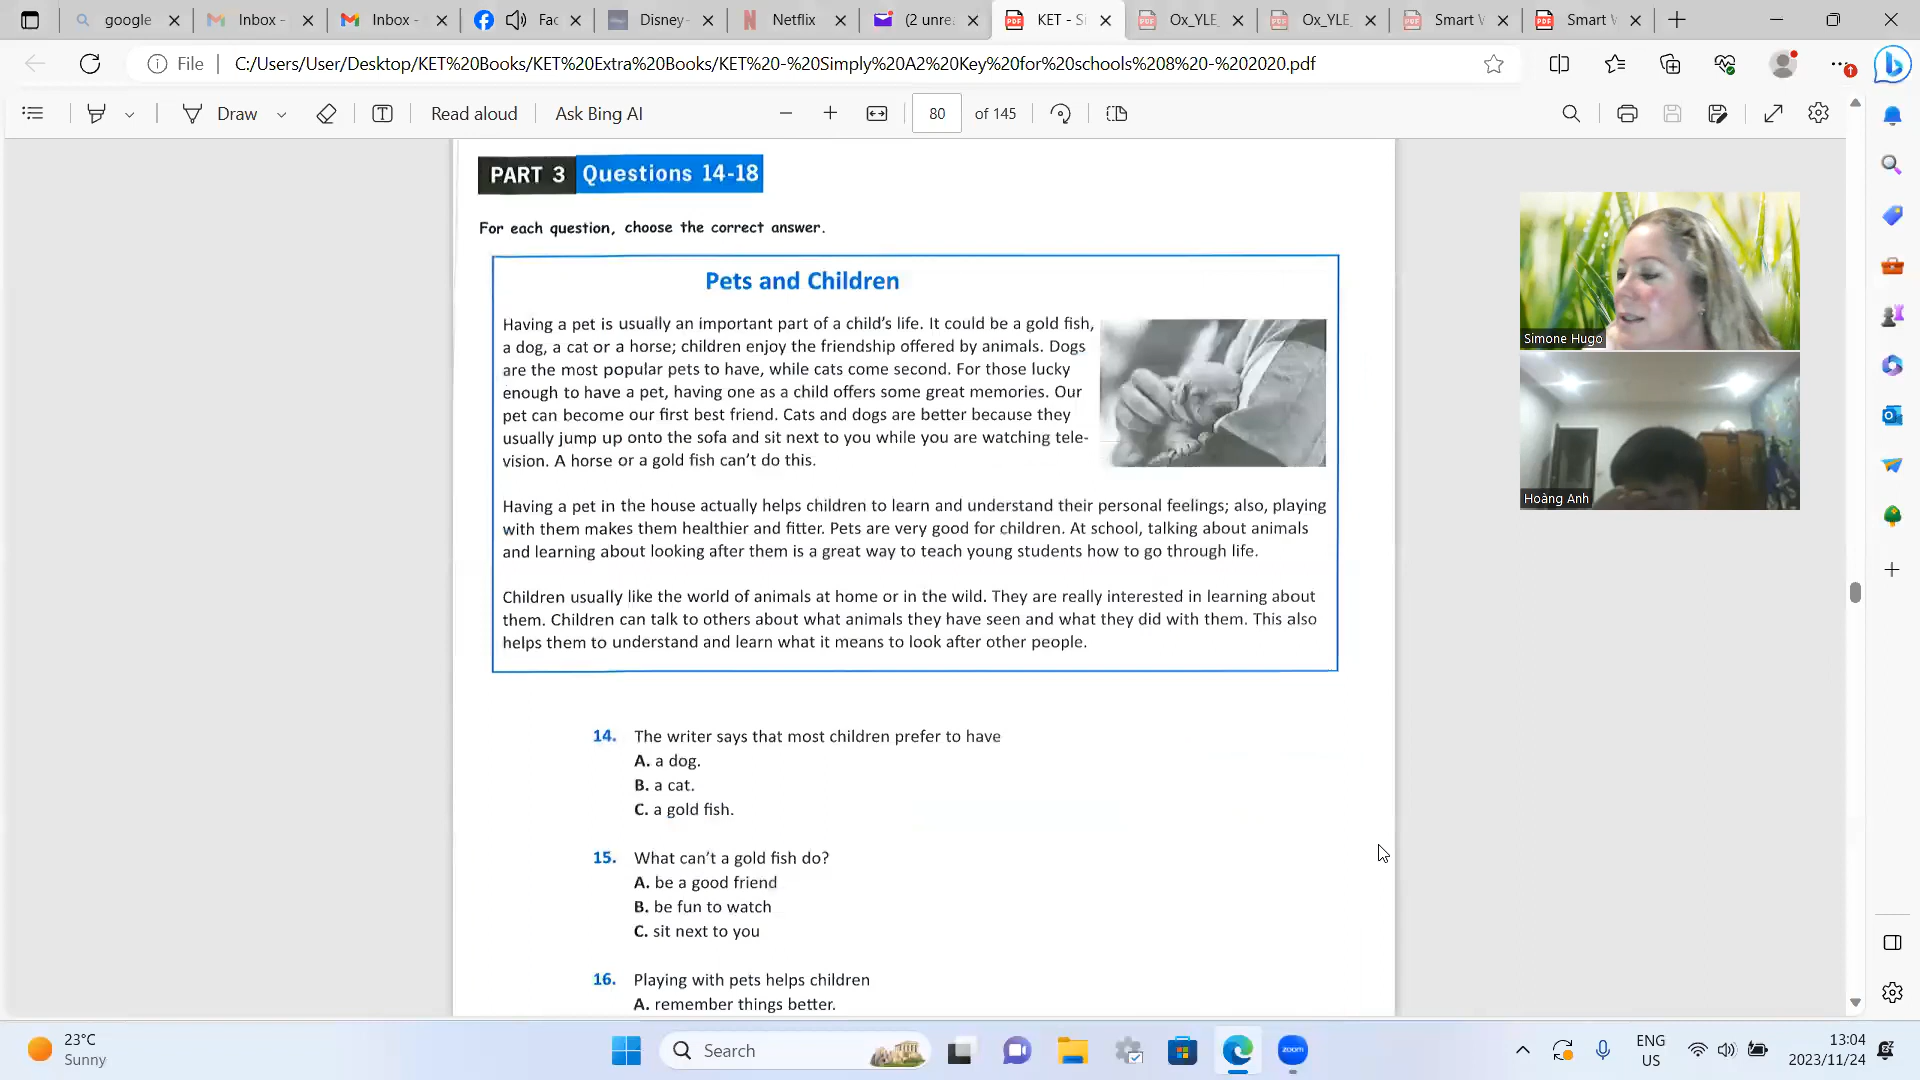 google
Inbox -
Inbox -
Fac
Disney
Netflix
(2 unre
KET - Si
Ox_YLE_
Ox_YLE_
Smart W
Smart W
File
C:/Users/User/Desktop/KET%20Books/KET%20Extra%20Books/KET%20-%20Simply%20A2%20Key%20for%20schools%208%20-%202020.pdf
Draw
Read aloud
Ask Bing AI
80
of 145
PART 3 Questions 14-18
For each question, choose the correct answer.
Pets and Children
Having a pet is usually an important part of a child's life. It could be a gold fish,
a dog, a cat or a horse; children enjoy the friendship offered by animals. Dogs
are the most popular pets to have, while cats come second. For those lucky
enough to have a pet, having one as a child offers some great memories. Our
pet can become our first best friend. Cats and dogs are better because they
usually jump up onto the sofa and sit next to you while you are watching tele-
vision. A horse or a gold fish can't do this.
Having a pet in the house actually helps children to learn and understand their personal feelings; also, playing
with them makes them healthier and fitter. Pets are very good for children. At school, talking about animals
and learning about looking after them is a great way to teach young students how to go through life.
Children usually like the world of animals at home or in the wild. They are really interested in learning about
them. Children can talk to others about what animals they have seen and what they did with them. This also
helps them to understand and learn what it means to look after other people.
14. The writer says that most children prefer to have
A. a dog.
B. a cat.
C. a gold fish.
15. What can't a gold fish do?
A. be a good friend
B. be fun to watch
C. sit next to you
16. Playing with pets helps children
A. remember things better.
Simone Hugo
Hoàng Anh
23°C
Sunny
Search
zoom
ENG
US
13:04
2023/11/24